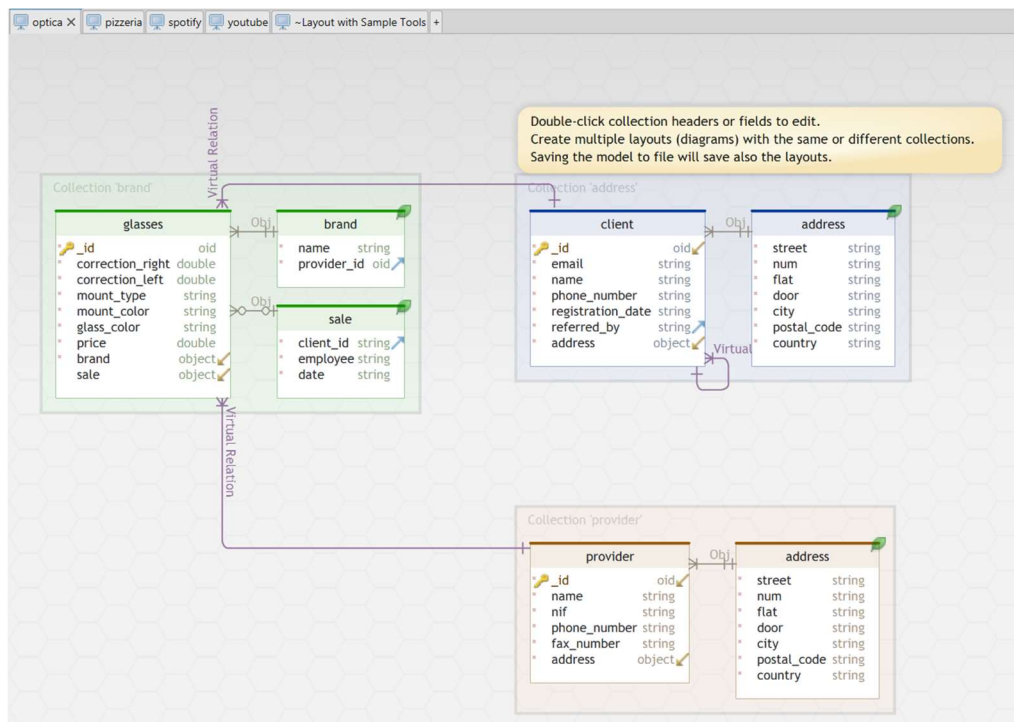 optica
pizzeria
spotify
youtube
~Layout with Sample Tools
+
Double-click collection headers or fields to edit.
Create multiple layouts (diagrams) with the same or different collections.
Saving the model to file will save also the layouts.
Virtual Relation
Collection 'brand'
glasses
_id oid
correction_right double
correction_left double
mount_type string
mount_color string
glass_color string
price double
brand object
sale object
Obj
brand
name string
provider_id oid
Obj
sale
client_id string
employee string
date string
Collection 'address'
client
_id oid
email string
name string
phone_number string
registration_date string
referred_by string
address object
Obj
address
street string
num string
flat string
door string
city string
postal_code string
country string
Virtual
Virtual Relation
Collection 'provider'
provider
_id oid
name string
nif string
phone_number string
fax_number string
address object
Obj
address
street string
num string
flat string
door string
city string
postal_code string
country string